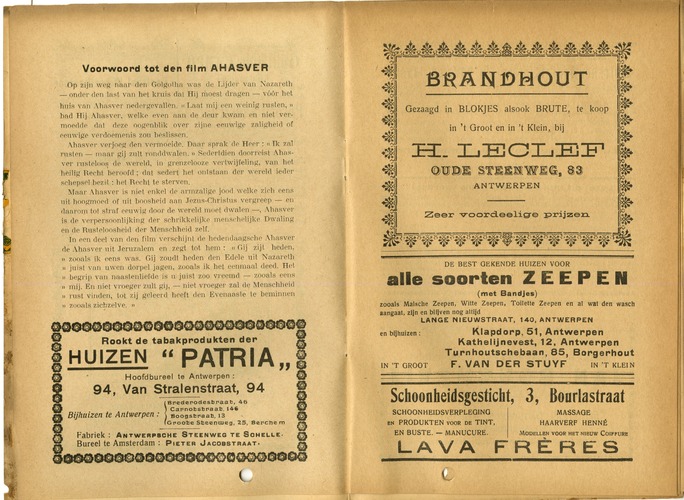 Voorwoord tot den film AHASVER
Op zijn weg naar den Golgotha was de Lijder van Nazareth
— onder den last van het kruis dat Hij moest dragen — vóór het
huis van Ahasver nedergevallen. « Laat mij een weinig rusten, »
bad Hij Ahasver, welke even aan de deur kwam en niet ver-
moedde dat deze oogenblik over zijne eeuwige zaligheid of
eeuwige verdoemenis zou beslissen.
Ahasver verjoeg den vermoeide. Daar sprak de Heer : « Ik zal
rusten — maar gij zult ronddwalen. » Sedertdien doorreist Ahas-
ver rusteloos de wereld, in grenzelooze vertwijfeling, van het
heilig Recht beroofd ; dat sedert het ontstaan der wereld ieder
schepsel bezit : het Recht te sterven.
Maar Ahasver is niet enkel de armzalige jood welke zich eens
uit hoogmoed of uit boosheid aan Jezus-Christus vergreep — en
daarom tot straf eeuwig door de wereld moet dwalen —, Ahasver
is de verpersoonlijking der schrikkelijke menschelijke Dwaling
en de Rusteloosheid der Menschheid zelf.
In een deel van den film verschijnt de hedendaagsche Ahasver
de Ahasver uit Jeruzalem en zegt tot hem : « Gij zijt heden,
» zooals ik eens was. Gij zoudt heden den Edele uit Nazareth
» juist van uwen dorpel jagen, zooals ik het eenmaal deed. Het
» begrip van naastenliefde is u juist zoo vreemd — zooals eens
» mij. En niet vroeger zult gij, — niet vroeger zal de Menschheid
» rust vinden, tot zij geleerd heeft den Evenaaste te beminnen
» zooals zichzelve. »
Rookt de tabakprodukten der
HUIZEN “ PATRIA „
Hoofdbureel te Antwerpen :
94, Van Stralenstraat, 94
Bijhuizen te Antwerpen :
Brederodestraat, 46
Carnotstraat, 146
Boogstraat, 13
Groote Steenweg, 25, Berchem
Fabriek : ANTWERPSCHE STEENWEG TE SCHELLE.
Bureel te Amsterdam : PIETER JACOBSTRAAT.
BRANDHOUT
Gezaagd in BLOKJES alsook BRUTE, te koop
in 't Groot en in 't Klein, bij
H. LECLEF
OUDE STEENWEG, 83
ANTWERPEN
Zeer voordeelige prijzen
DE BEST GEKENDE HUIZEN VOOR
alle soorten ZEEPEN
(met Bandjes)
zooals Malsche Zeepen, Witte Zeepen, Toilette Zeepen en al wat den wasch
aangaat, zijn en blijven nog altijd
LANGE NIEUWSTRAAT, 140, ANTWERPEN
en bijhuizen : Klapdorp, 51, Antwerpen
Kathelijnevest, 12, Antwerpen
Turnhoutschebaan, 65, Borgerhout
IN 'T GROOT F. VAN DER STUYF IN 'T KLEIN
Schoonheidsgesticht, 3, Bourlastraat
SCHOONHEIDSVERPLEGING
EN PRODUKTEN VOOR DE TINT,
EN BUSTE. — MANUCURE.
MASSAGE
HAARVERF HENNÉ
MODELLEN VOOR HET NIEUW COIFFURE
LAVA FRÈRES